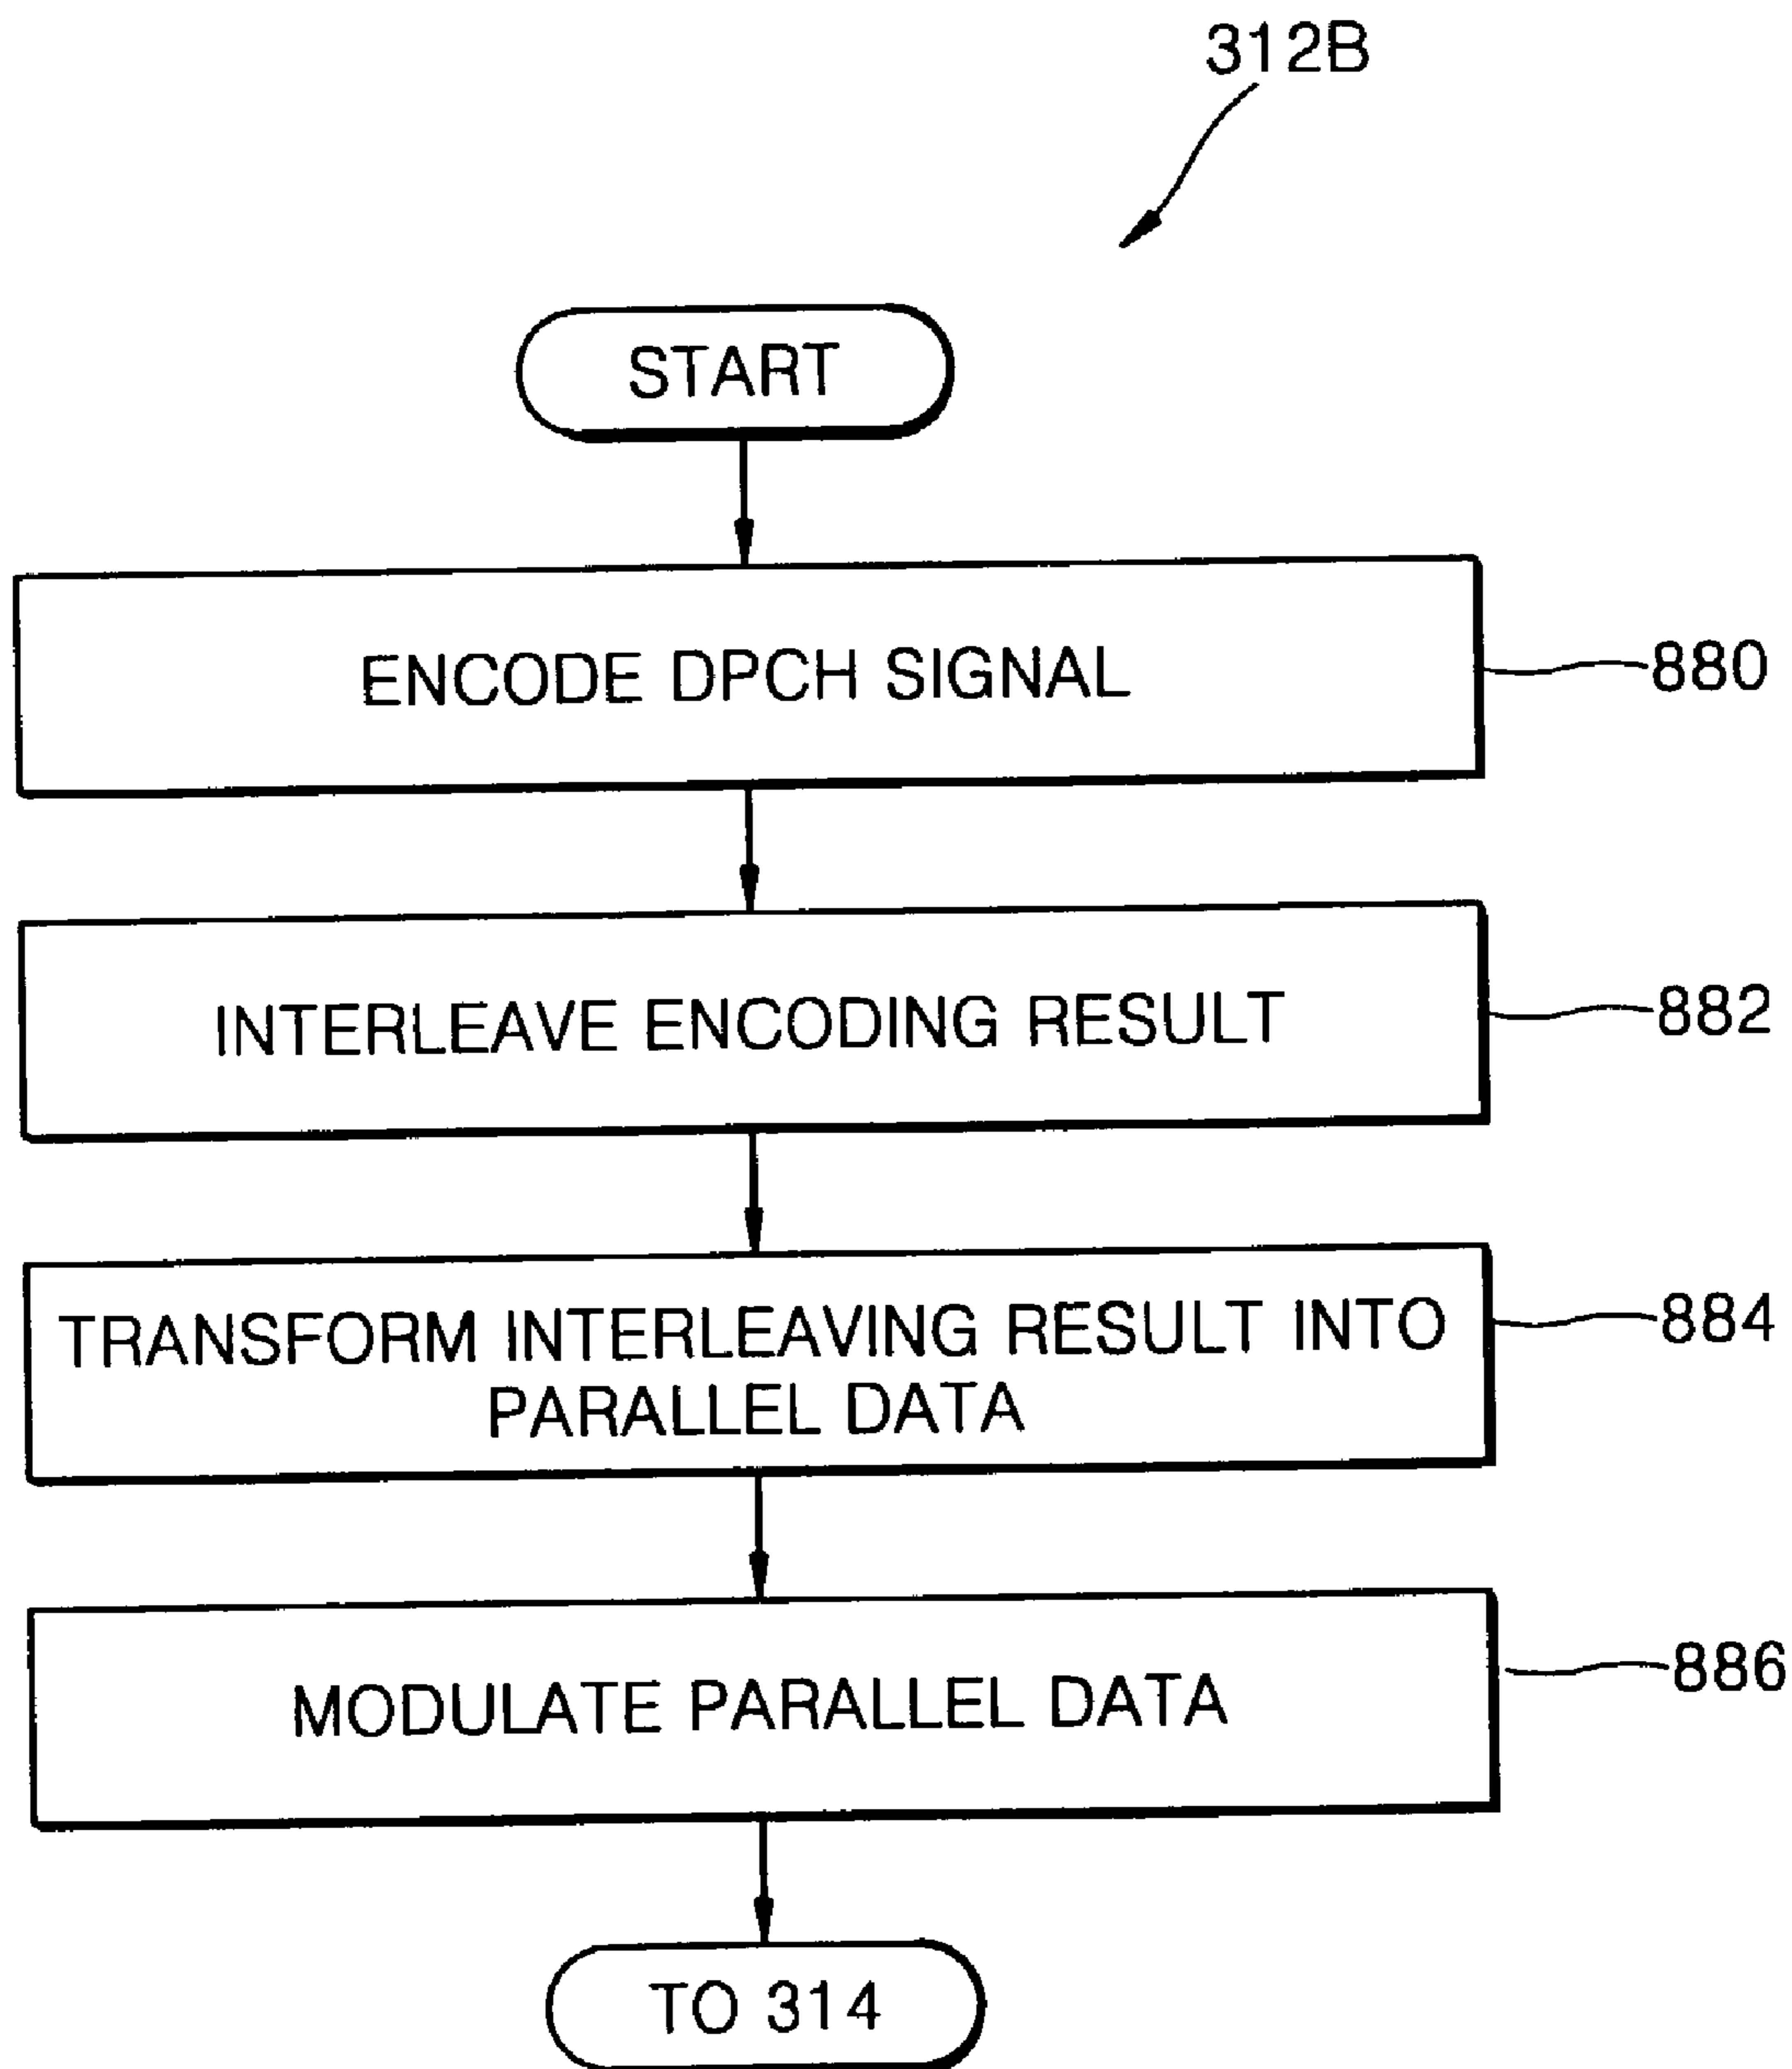 312B
START
ENCODE DPCH SIGNAL
880
INTERLEAVE ENCODING RESULT
882
TRANSFORM INTERLEAVING RESULT INTO
PARALLEL DATA
884
MODULATE PARALLEL DATA
886
TO 314